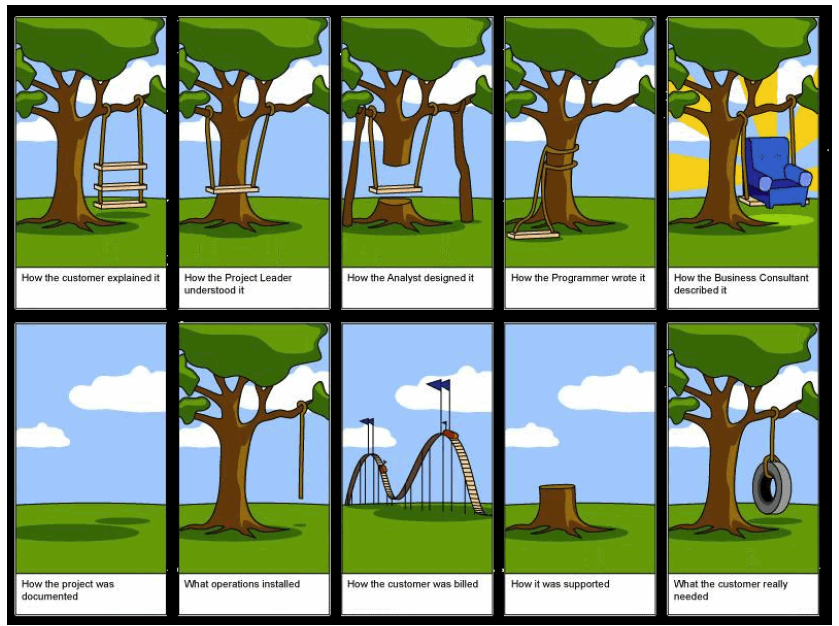 How the customer explained it
How the Project Leader
understood it
How the Analyst designed it
How the Programmer wrote it
How the Business Consultant
described it
How the project was
documented
What operations installed
How the customer was billed
How it was supported
What the customer really
needed